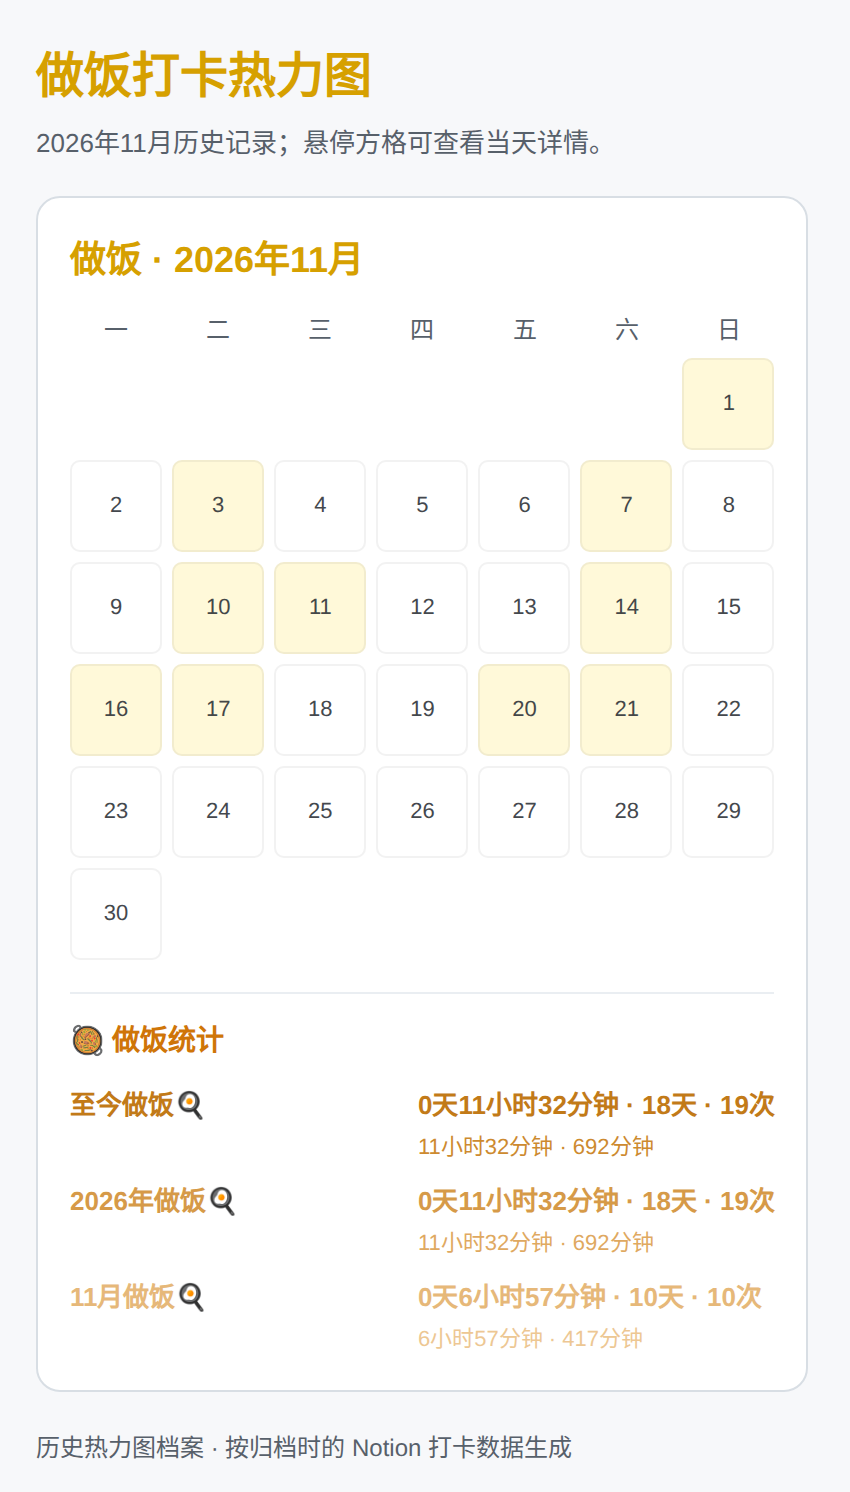 做饭打卡热力图
2026年11月历史记录；悬停方格可查看当天详情。
做饭 · 2026年11月
一 二 三 四 五 六 日
1
2 3 4 5 6 7 8
9 10 11 12 13 14 15
16 17 18 19 20 21 22
23 24 25 26 27 28 29
30
🥘 做饭统计
至今做饭🍳 0天11小时32分钟 · 18天 · 19次
11小时32分钟 · 692分钟
2026年做饭🍳 0天11小时32分钟 · 18天 · 19次
11小时32分钟 · 692分钟
11月做饭🍳 0天6小时57分钟 · 10天 · 10次
6小时57分钟 · 417分钟
历史热力图档案 · 按归档时的 Notion 打卡数据生成